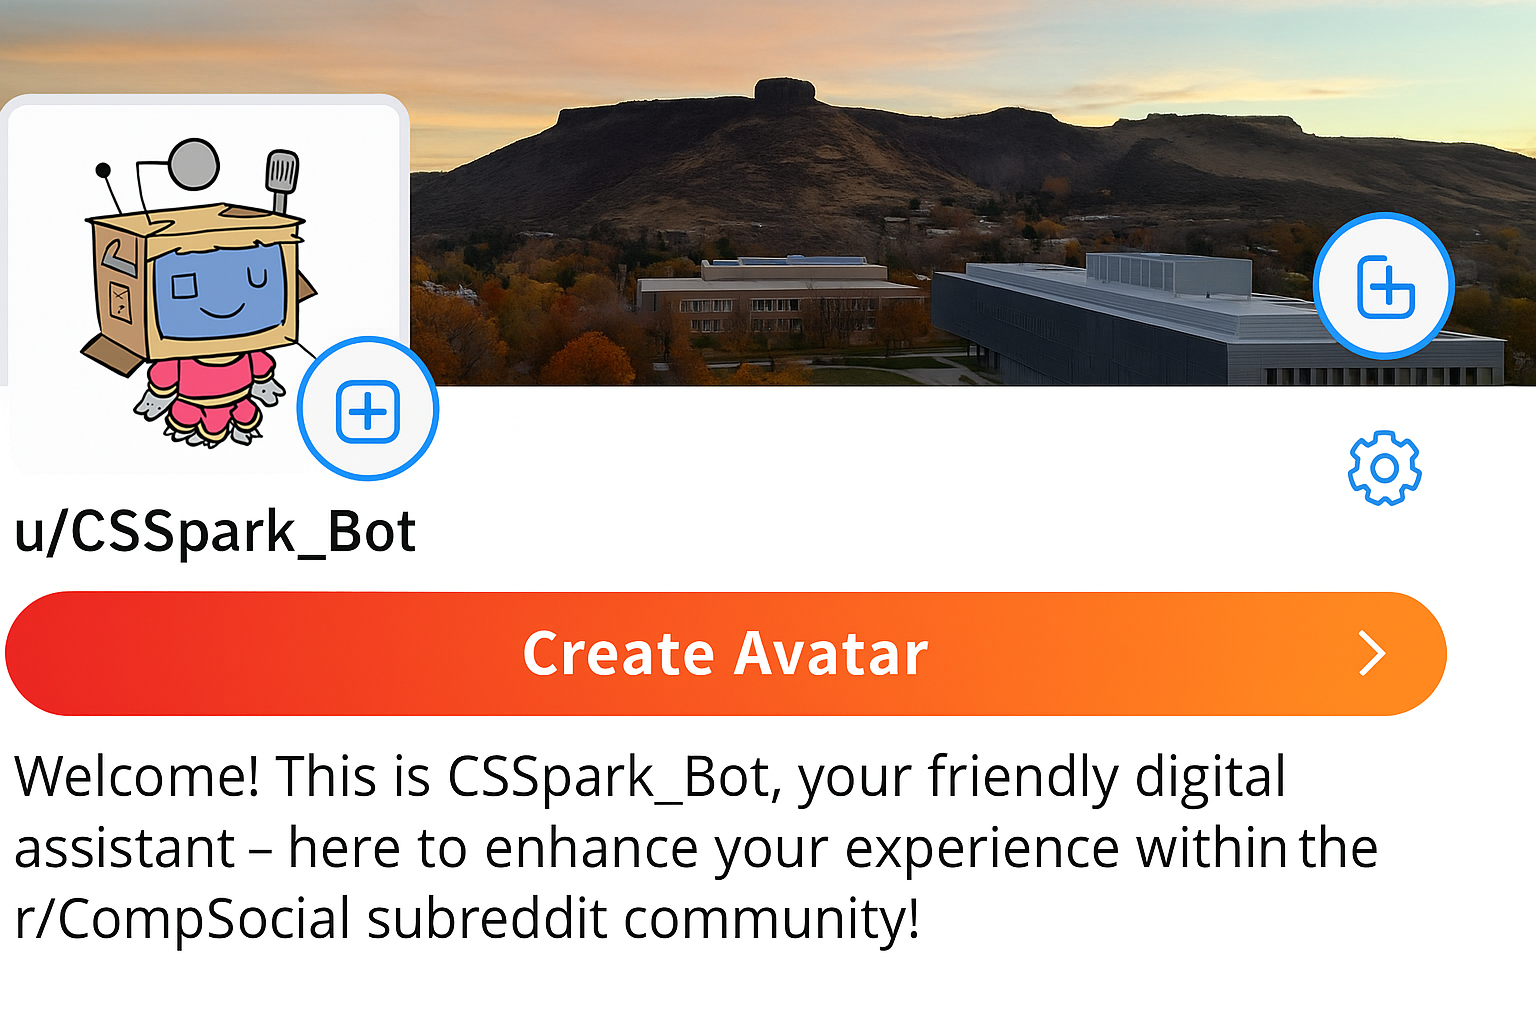 u/CSSpark_Bot
Create Avatar
Welcome! This is CSSpark_Bot, your friendly digital
assistant – here to enhance your experience within the
r/CompSocial subreddit community!